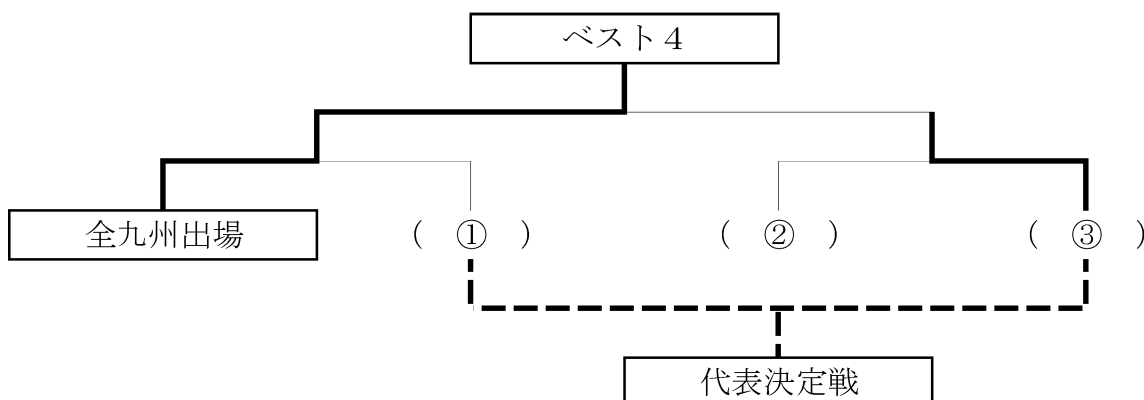 ベスト４
全九州出場 （　①　） （　②　） （　③　）
代表決定戦